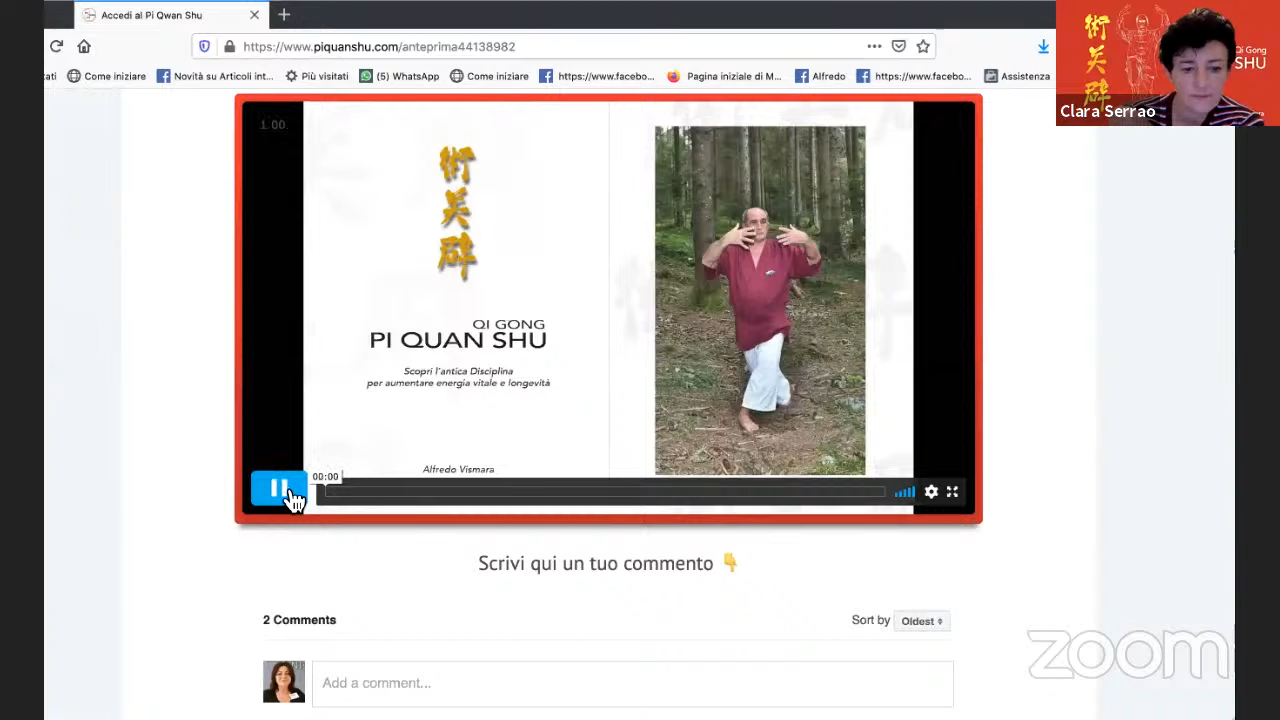 Accedi al Pi Qwan Shu
https://www.piquanshu.com/anteprima44138982
Come iniziare
Novità su Articoli int...
Più visitati
(5) WhatsApp
Come iniziare
https://www.facebo...
Pagina iniziale di M...
Alfredo
https://www.facebo...
Assistenza
Qi Gong
SHU
Clara Serrao
1.00.
QI GONG
PI QUAN SHU
Scopri l'antica Disciplina
per aumentare energia vitale e longevità
Alfredo Vismara
00:00
Scrivi qui un tuo commento 👇
2 Comments
Sort by Oldest
Add a comment...
zoom